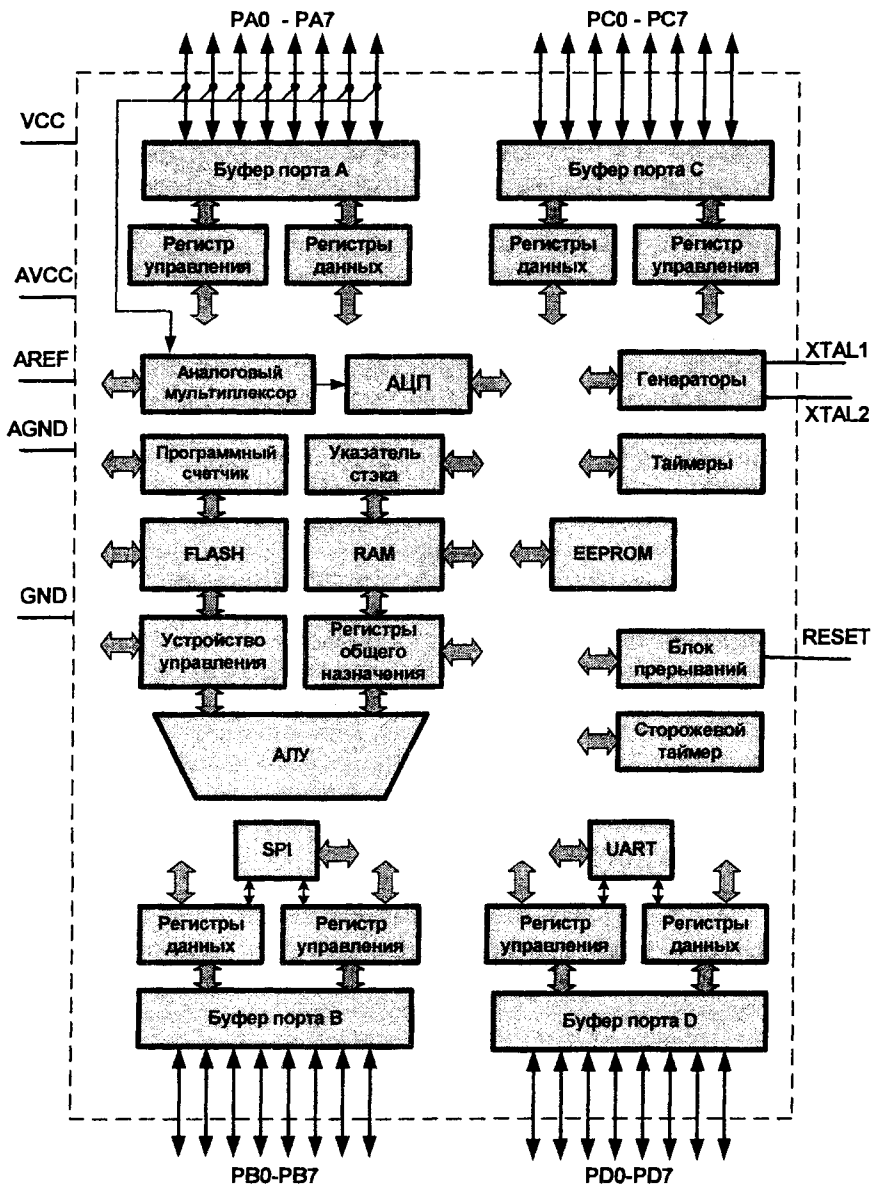 PA0 - PA7
PC0 - PC7
VCC
Буфер порта A
Буфер порта C
Регистр
управления
Регистры
данных
Регистры
данных
Регистр
управления
AVCC
AREF
Аналоговый
мультиплексор
АЦП
Генераторы
XTAL1
XTAL2
AGND
Программный
счетчик
Указатель
стэка
Таймеры
FLASH
RAM
EEPROM
GND
Устройство
управления
Регистры
общего
назначения
Блок
прерываний
RESET
АЛУ
Сторожевой
таймер
SPI
UART
Регистры
данных
Регистр
управления
Регистр
управления
Регистры
данных
Буфер порта B
Буфер порта D
PB0-PB7
PD0-PD7